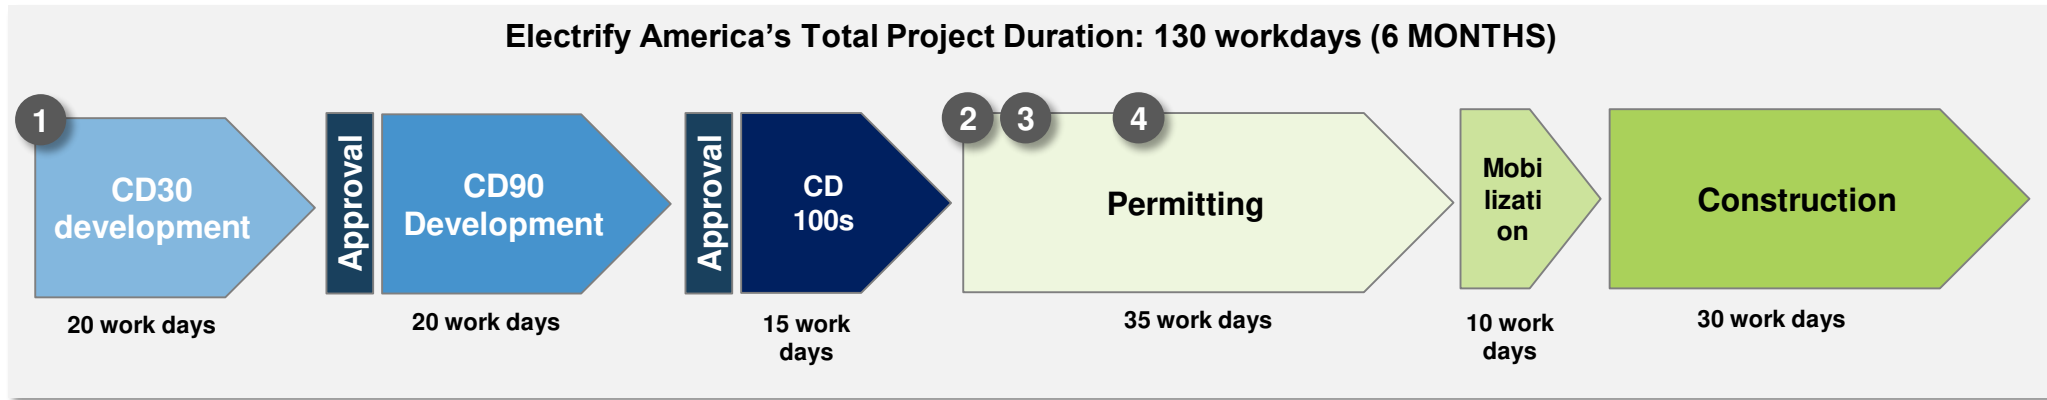 Electrify America’s Total Project Duration: 130 workdays (6 MONTHS)
1
CD30
development
20 work days
Approval
CD90
Development
20 work days
Approval
CD
100s
15 work
days
2
3
4
Permitting
35 work days
Mobi
lizati
on
10 work
days
Construction
30 work days